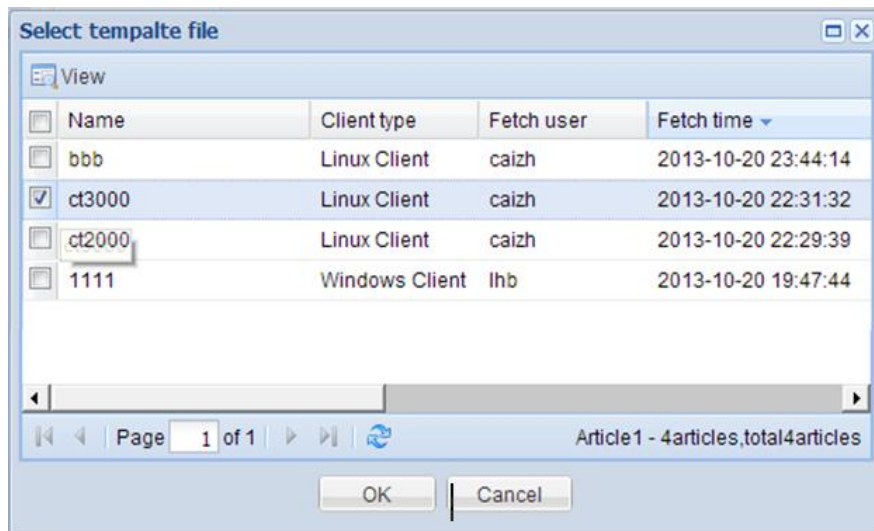 Select tempalte file
View
Name Client type Fetch user Fetch time
bbb Linux Client caizh 2013-10-20 23:44:14
ct3000 Linux Client caizh 2013-10-20 22:31:32
ct2000 Linux Client caizh 2013-10-20 22:29:39
1111 Windows Client lhb 2013-10-20 19:47:44
Page 1 of 1 Article1 - 4articles,total4articles
OK Cancel